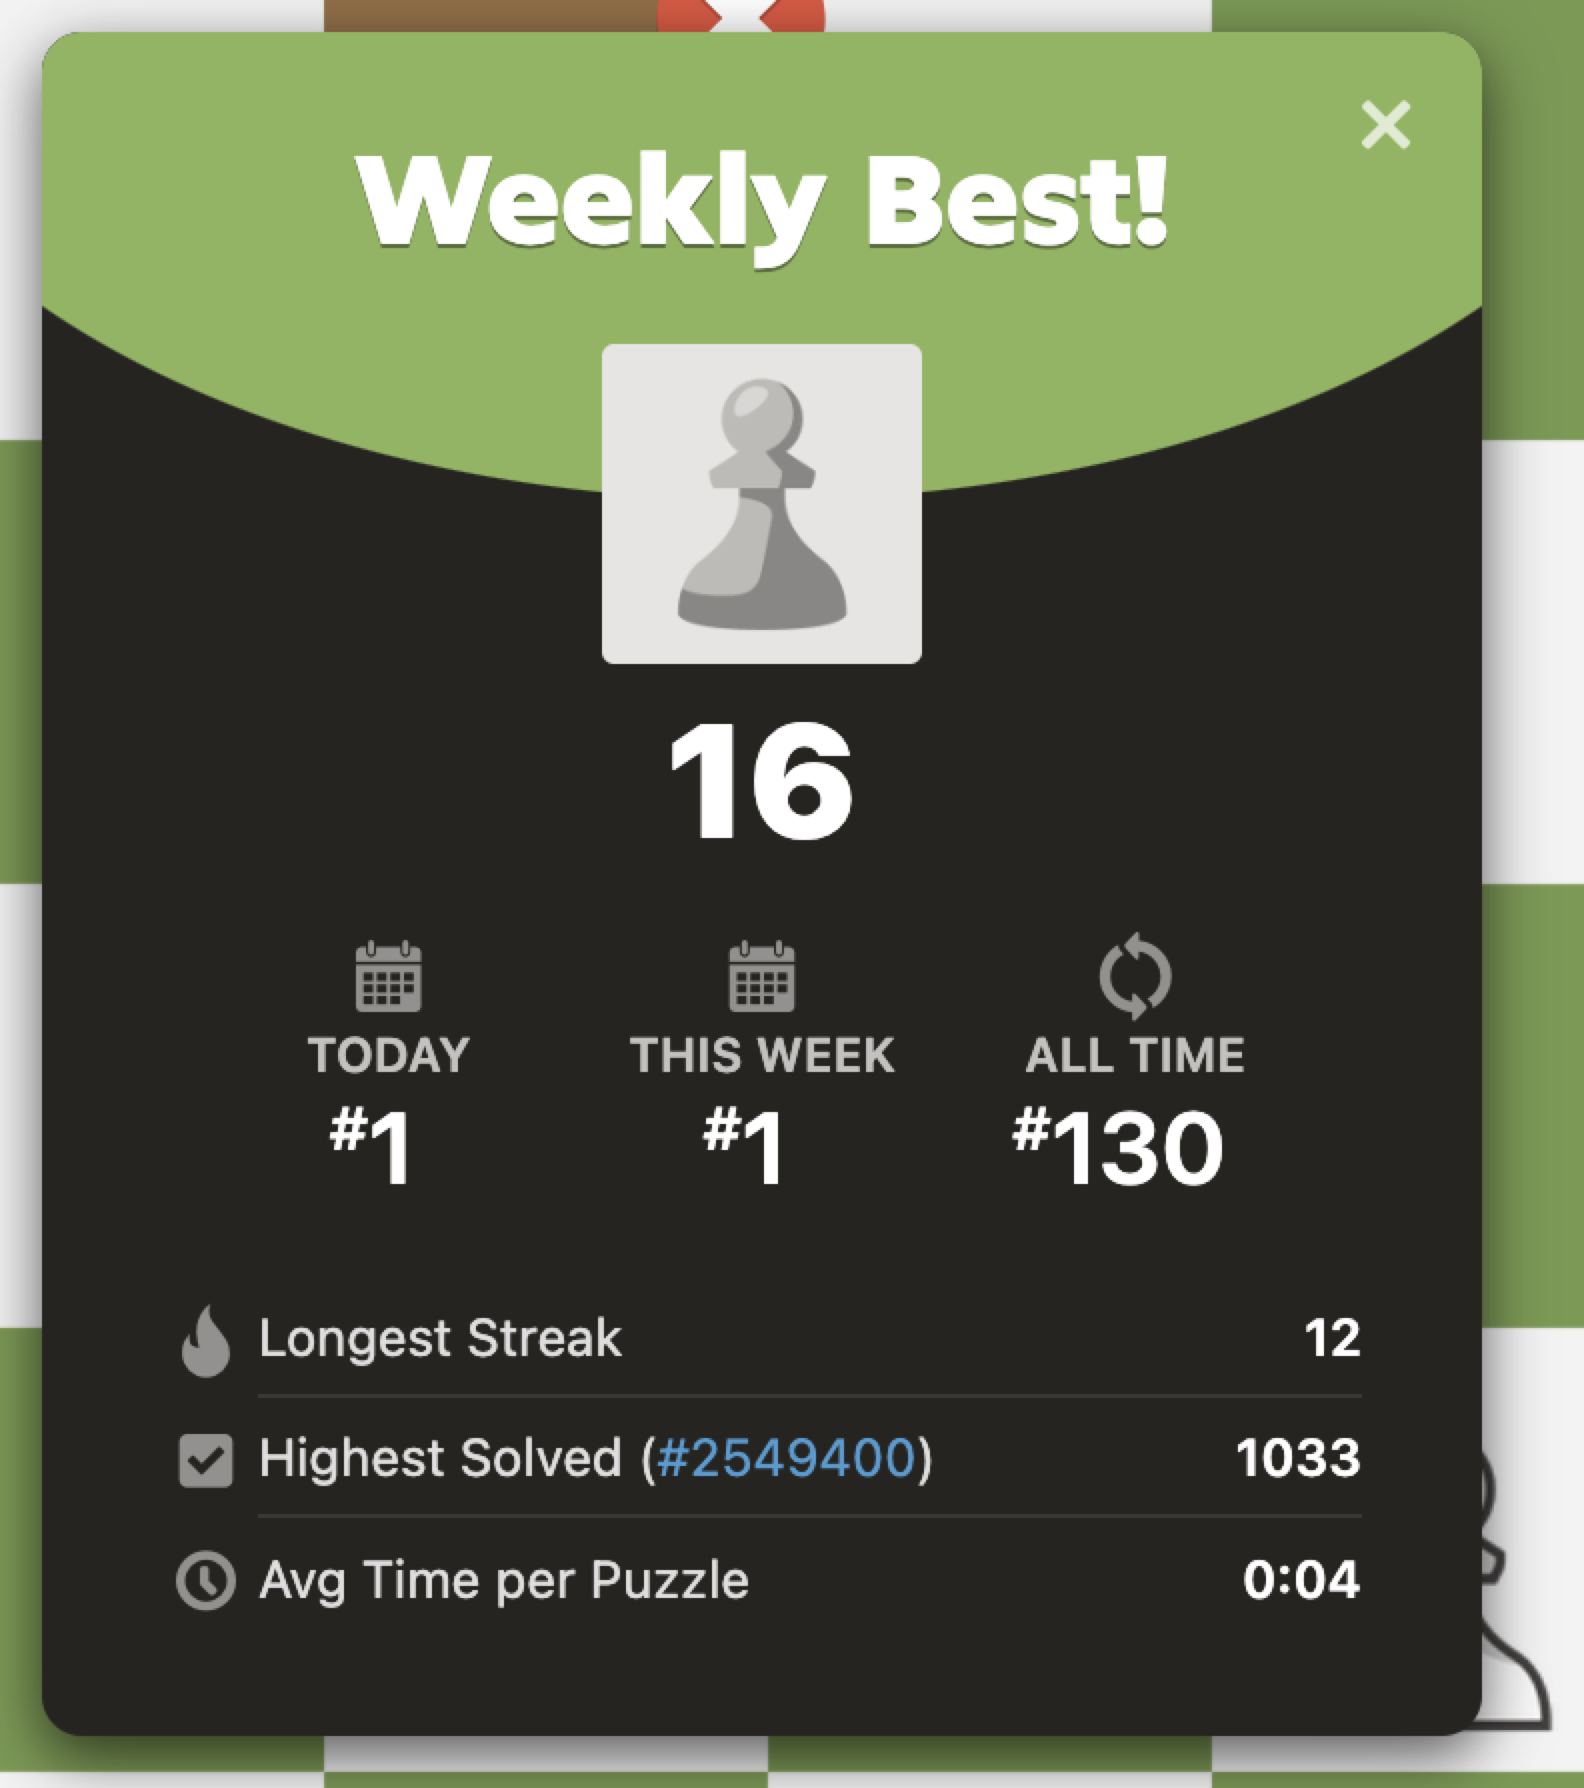 Weekly Best!
16
TODAY
THIS WEEK
ALL TIME
#1
#1
#130
Longest Streak 12
Highest Solved (#2549400) 1033
Avg Time per Puzzle 0:04